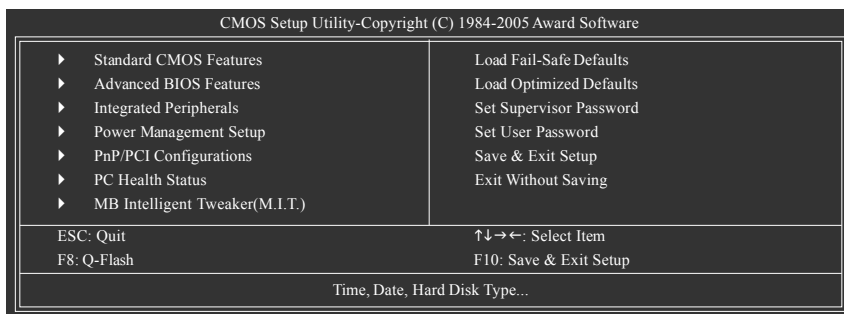 CMOS Setup Utility-Copyright (C) 1984-2005 Award Software
Standard CMOS Features
Advanced BIOS Features
Integrated Peripherals
Power Management Setup
PnP/PCI Configurations
PC Health Status
MB Intelligent Tweaker(M.I.T.)
Load Fail-Safe Defaults
Load Optimized Defaults
Set Supervisor Password
Set User Password
Save & Exit Setup
Exit Without Saving
ESC: Quit
↑↓→←: Select Item
F8: Q-Flash
F10: Save & Exit Setup
Time, Date, Hard Disk Type...